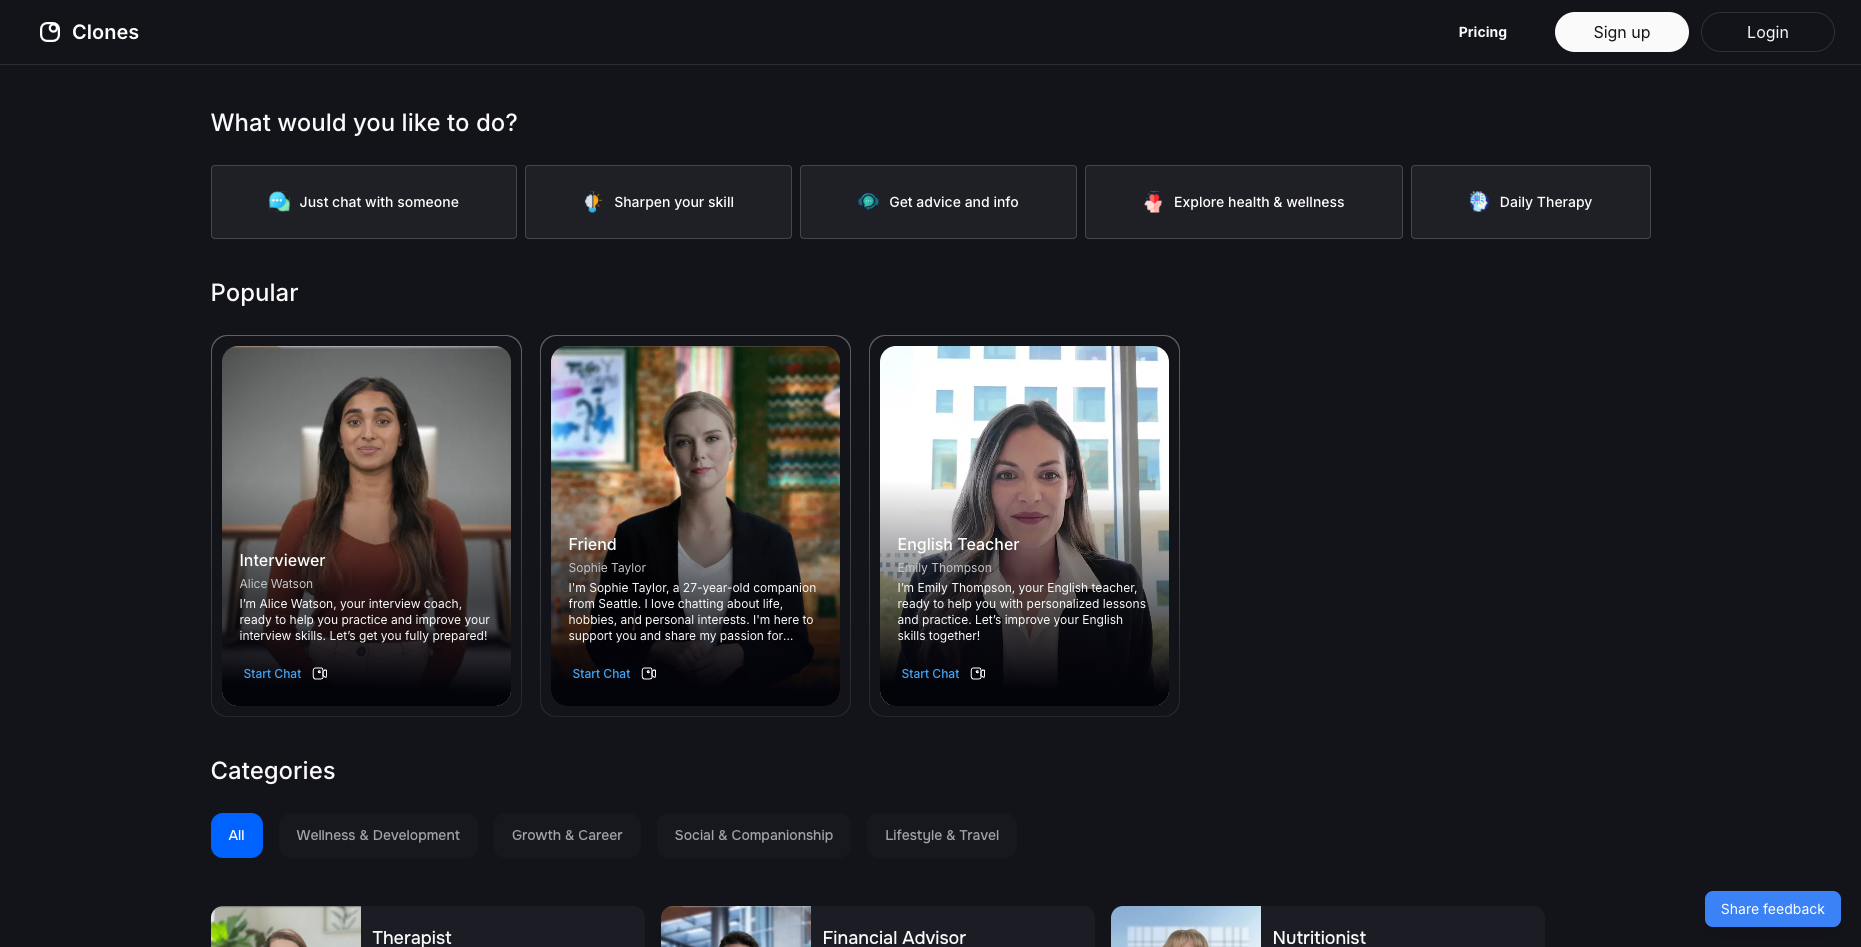 Clones
Pricing
Sign up
Login
What would you like to do?
Just chat with someone
Sharpen your skill
Get advice and info
Explore health & wellness
Daily Therapy
Popular
Interviewer
Alice Watson
I'm Alice Watson, your interview coach,
ready to help you practice and improve your
interview skills. Let's get you fully prepared!
Start Chat
Friend
Sophie Taylor
I'm Sophie Taylor, a 27-year-old companion
from Seattle. I love chatting about life,
hobbies, and personal interests. I'm here to
support you and share my passion for...
Start Chat
English Teacher
Emily Thompson
I'm Emily Thompson, your English teacher,
ready to help you with personalized lessons
and practice. Let's improve your English
skills together!
Start Chat
Categories
All
Wellness & Development
Growth & Career
Social & Companionship
Lifestyle & Travel
Therapist
Financial Advisor
Nutritionist
Share feedback